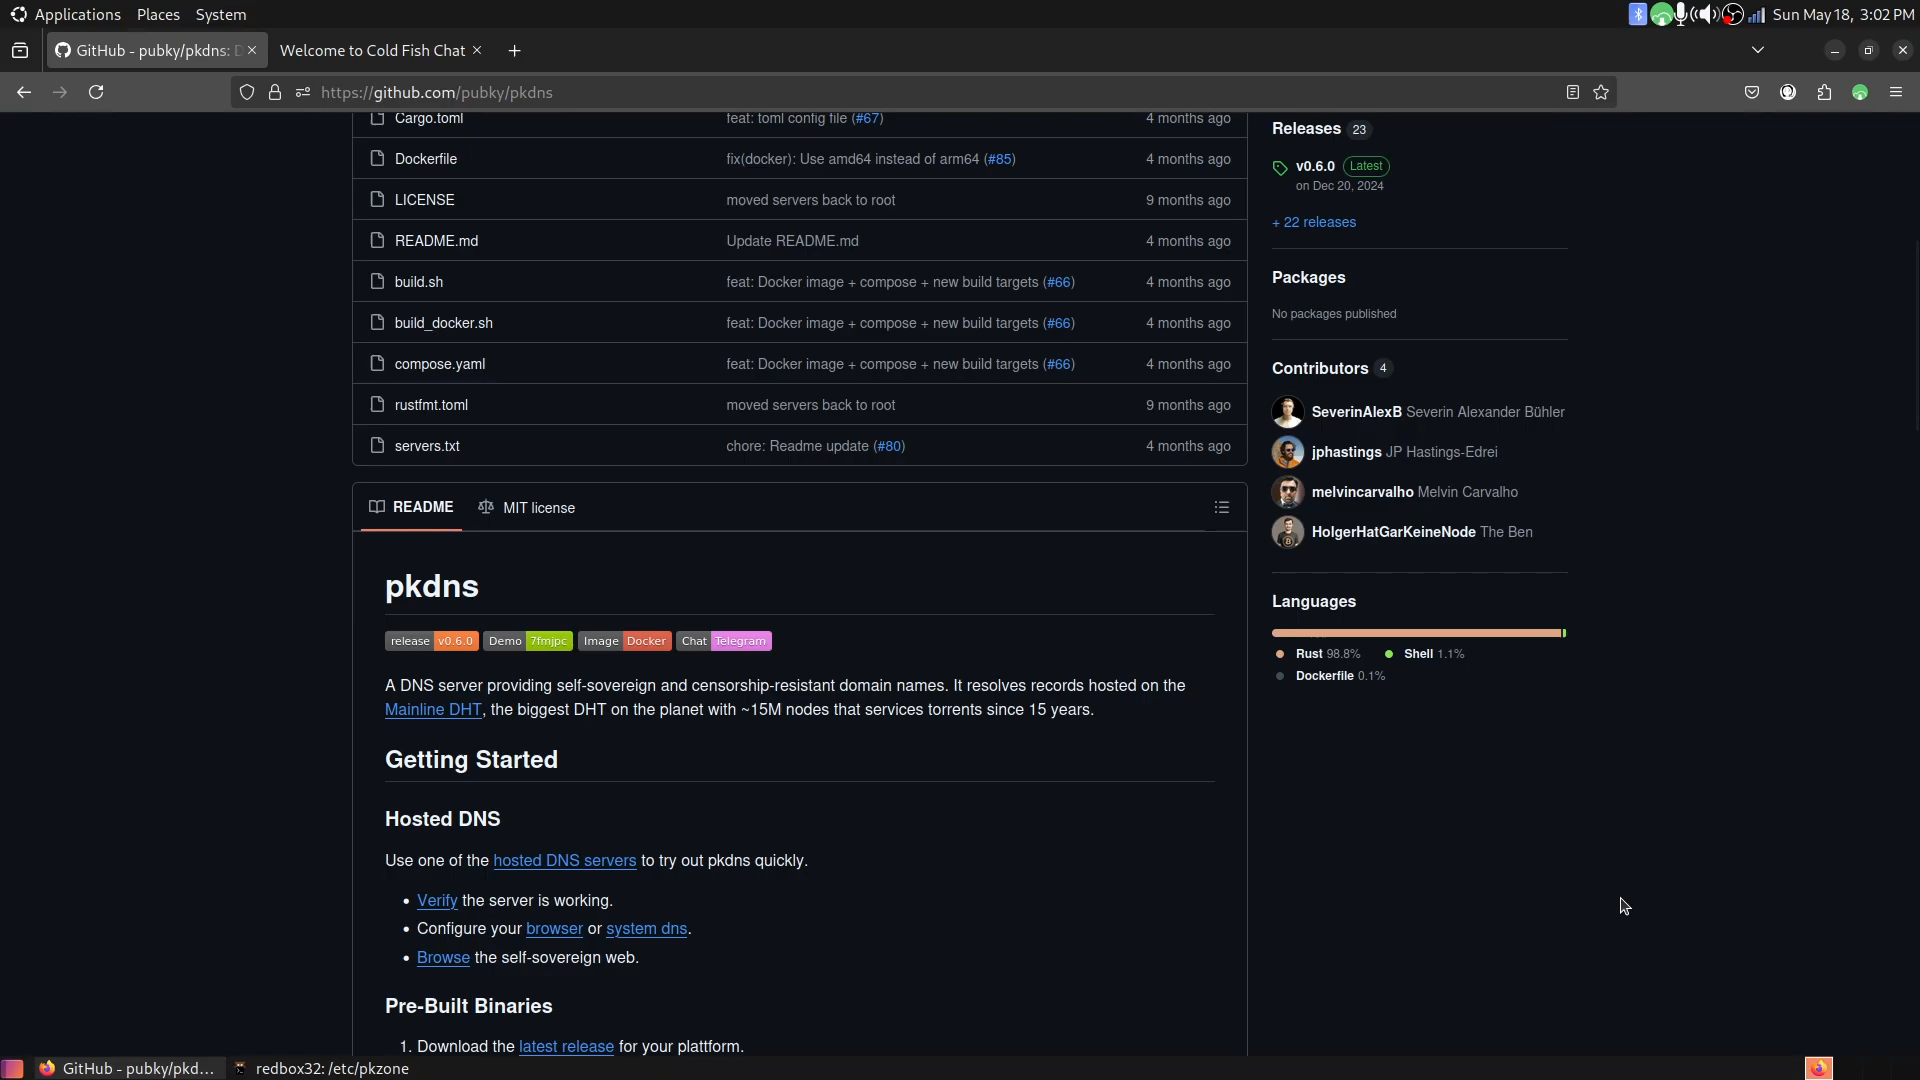 Applications Places System
Sun May 18, 3:02 PM
GitHub - pubky/pkdns: D
Welcome to Cold Fish Chat
https://github.com/pubky/pkdns
Cargo.toml feat: toml config file (#67) 4 months ago
Dockerfile fix(docker): Use amd64 instead of arm64 (#85) 4 months ago
LICENSE moved servers back to root 9 months ago
README.md Update README.md 4 months ago
build.sh feat: Docker image + compose + new build targets (#66) 4 months ago
build_docker.sh feat: Docker image + compose + new build targets (#66) 4 months ago
compose.yaml feat: Docker image + compose + new build targets (#66) 4 months ago
rustfmt.toml moved servers back to root 9 months ago
servers.txt chore: Readme update (#80) 4 months ago
README MIT license
pkdns
release v0.6.0 Demo 7fmjpc Image Docker Chat Telegram
A DNS server providing self-sovereign and censorship-resistant domain names. It resolves records hosted on the
Mainline DHT, the biggest DHT on the planet with ~15M nodes that services torrents since 15 years.
Getting Started
Hosted DNS
Use one of the hosted DNS servers to try out pkdns quickly.
• Verify the server is working.
• Configure your browser or system dns.
• Browse the self-sovereign web.
Pre-Built Binaries
1. Download the latest release for your plattform.
Releases 23
v0.6.0 Latest
on Dec 20, 2024
+ 22 releases
Packages
No packages published
Contributors 4
SeverinAlexB Severin Alexander Bühler
jphastings JP Hastings-Edrei
melvincarvalho Melvin Carvalho
HolgerHatGarKeineNode The Ben
Languages
Rust 98.8% Shell 1.1%
Dockerfile 0.1%
GitHub - pubky/pkd...
redbox32: /etc/pkzone